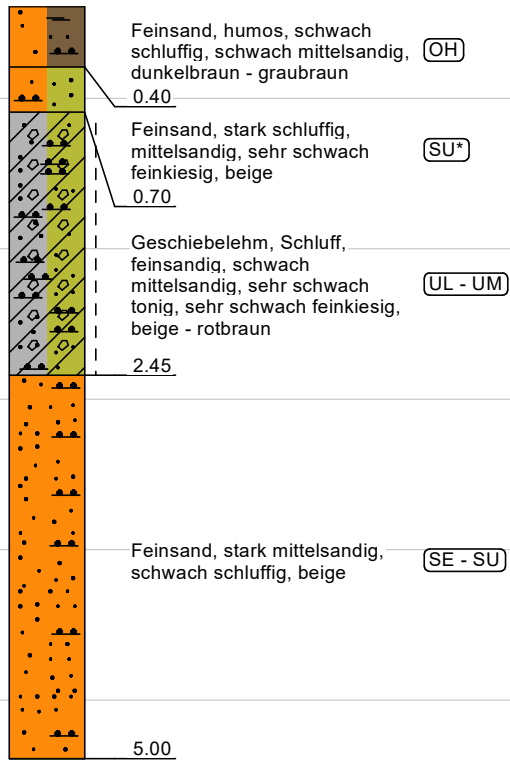 Feinsand, humos, schwach
schluffig, schwach mittelsandig, OH
dunkelbraun - graubraun
0.40
Feinsand, stark schluffig,
mittelsandig, sehr schwach SU*
feinkiesig, beige
0.70
Geschiebelehm, Schluff,
feinsandig, schwach
mittelsandig, sehr schwach UL - UM
tonig, sehr schwach feinkiesig,
beige - rotbraun
2.45
Feinsand, stark mittelsandig, SE - SU
schwach schluffig, beige
5.00